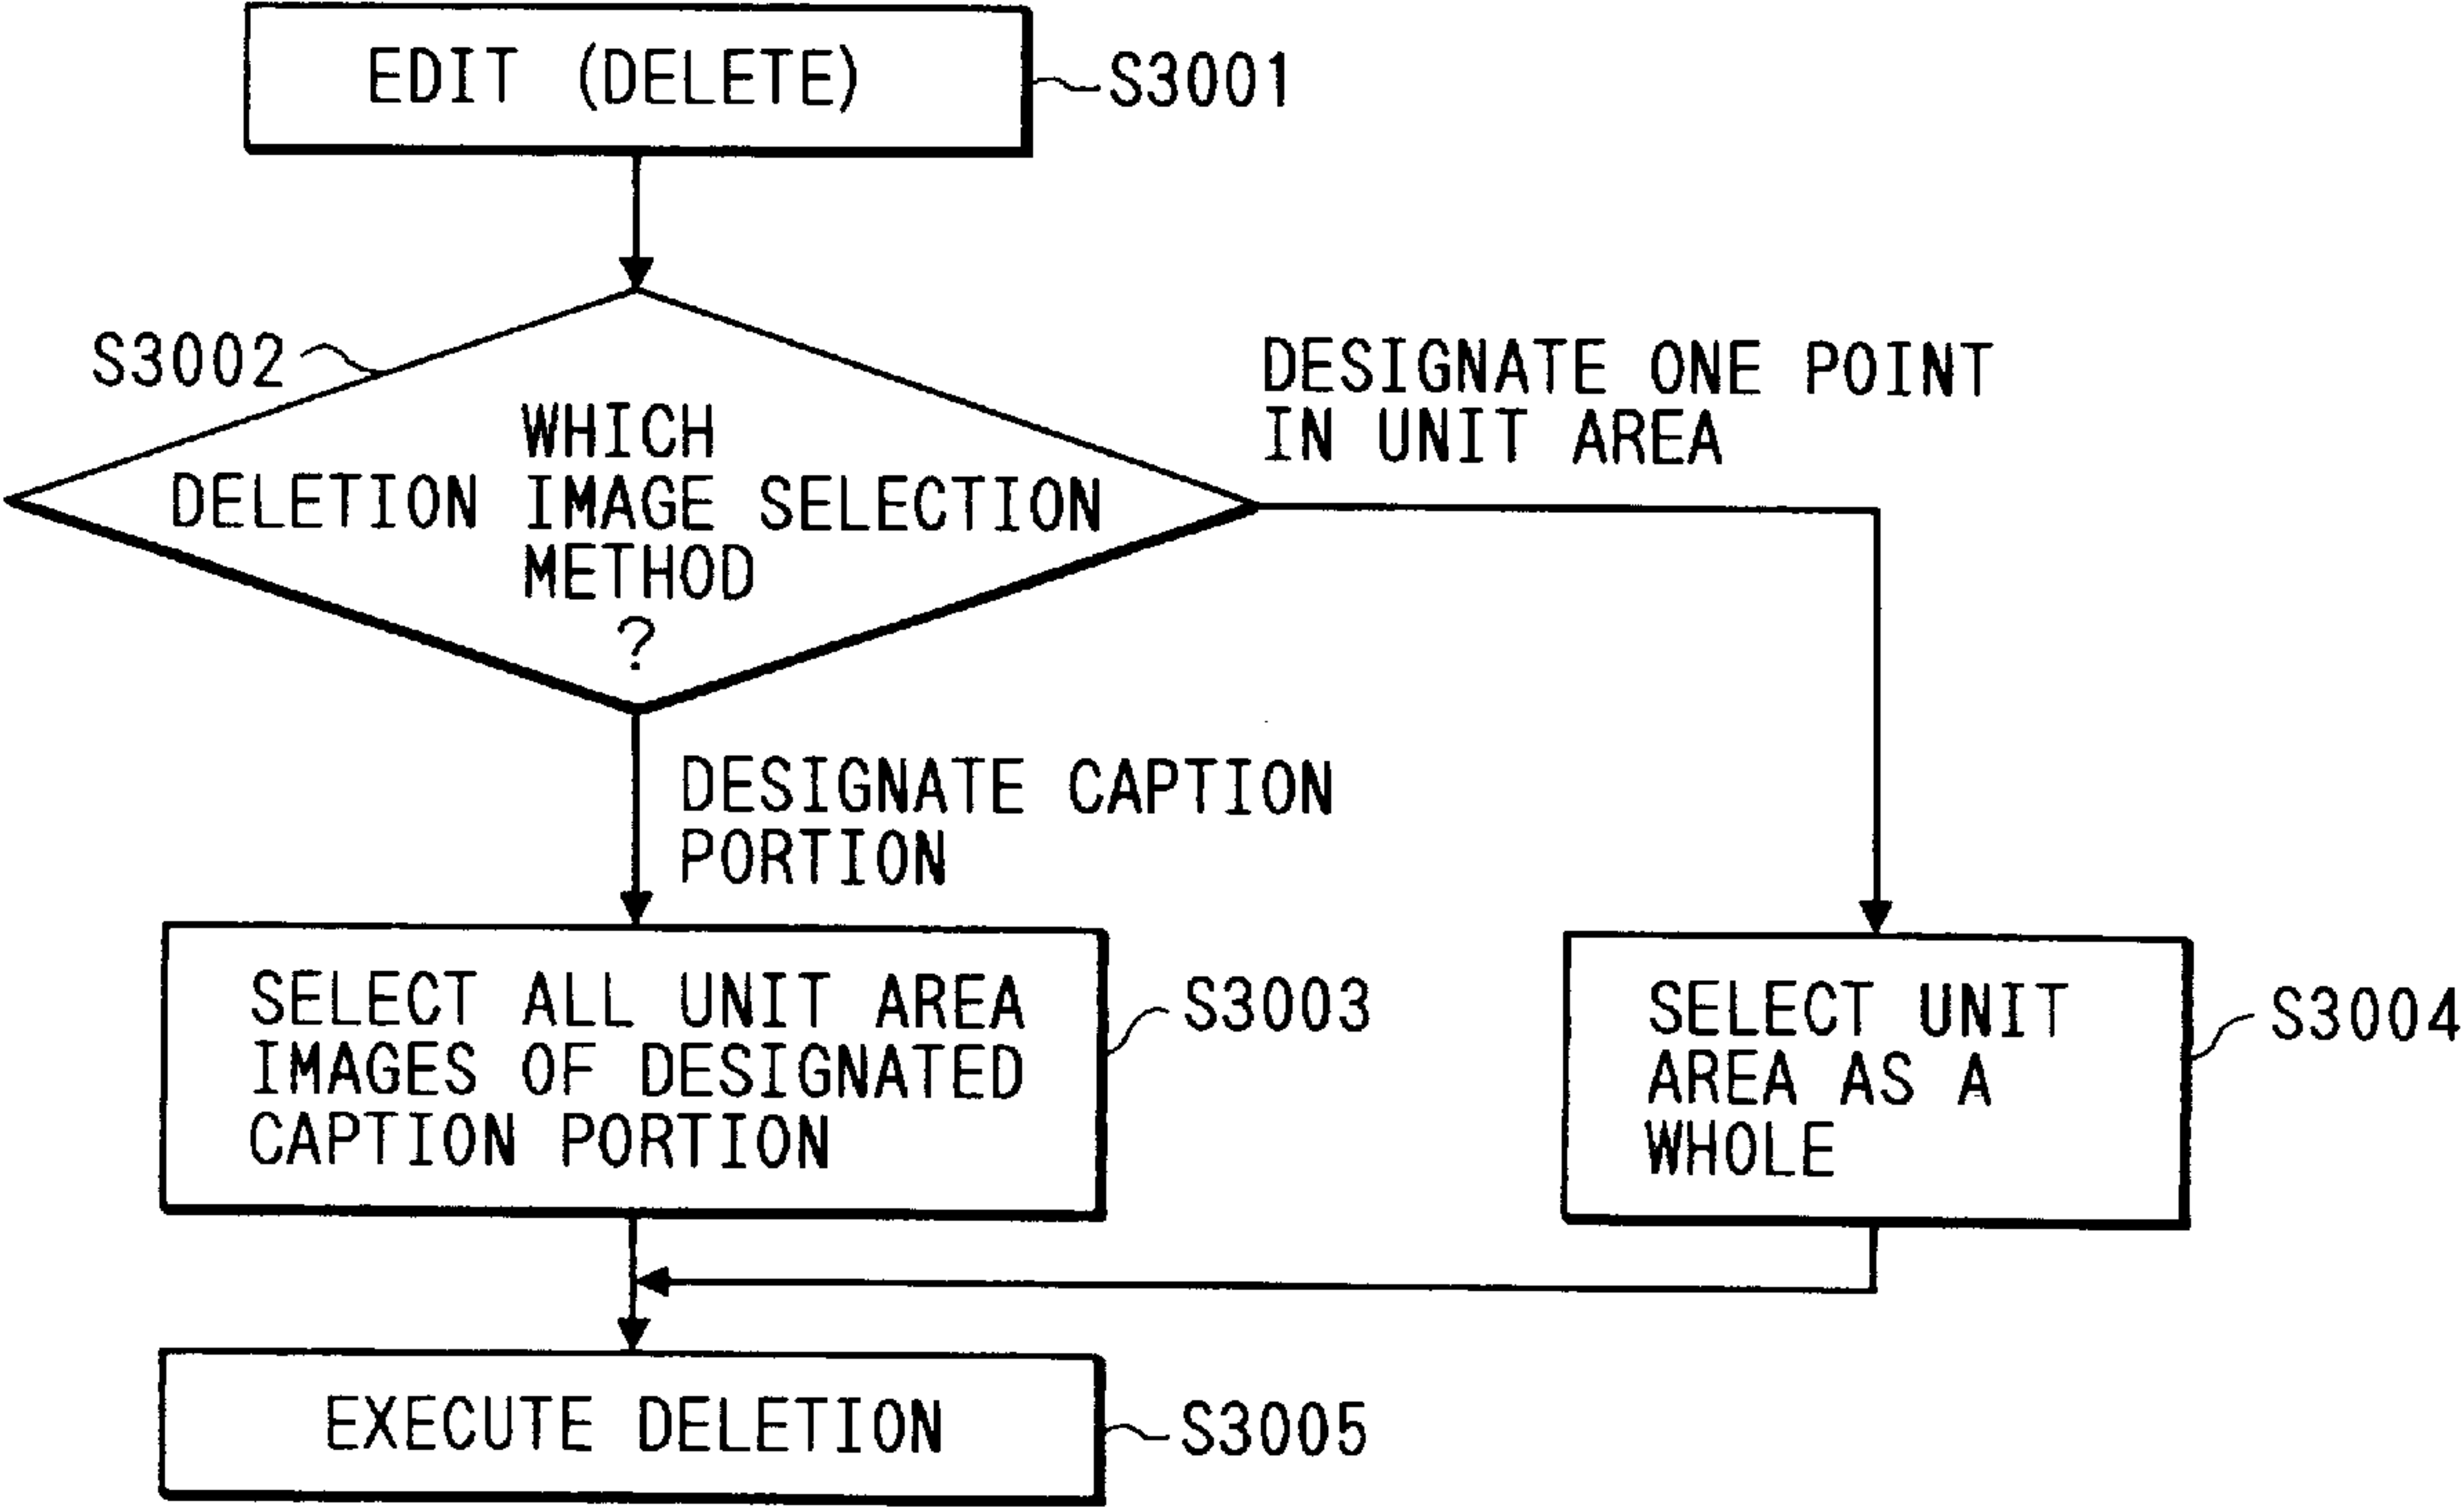 EDIT (DELETE)
S3001
S3002
WHICH
DELETION IMAGE SELECTION
METHOD
?
DESIGNATE ONE POINT
IN UNIT AREA
DESIGNATE CAPTION
PORTION
SELECT ALL UNIT AREA
IMAGES OF DESIGNATED
CAPTION PORTION
S3003
SELECT UNIT
AREA AS A
WHOLE
S3004
EXECUTE DELETION
S3005